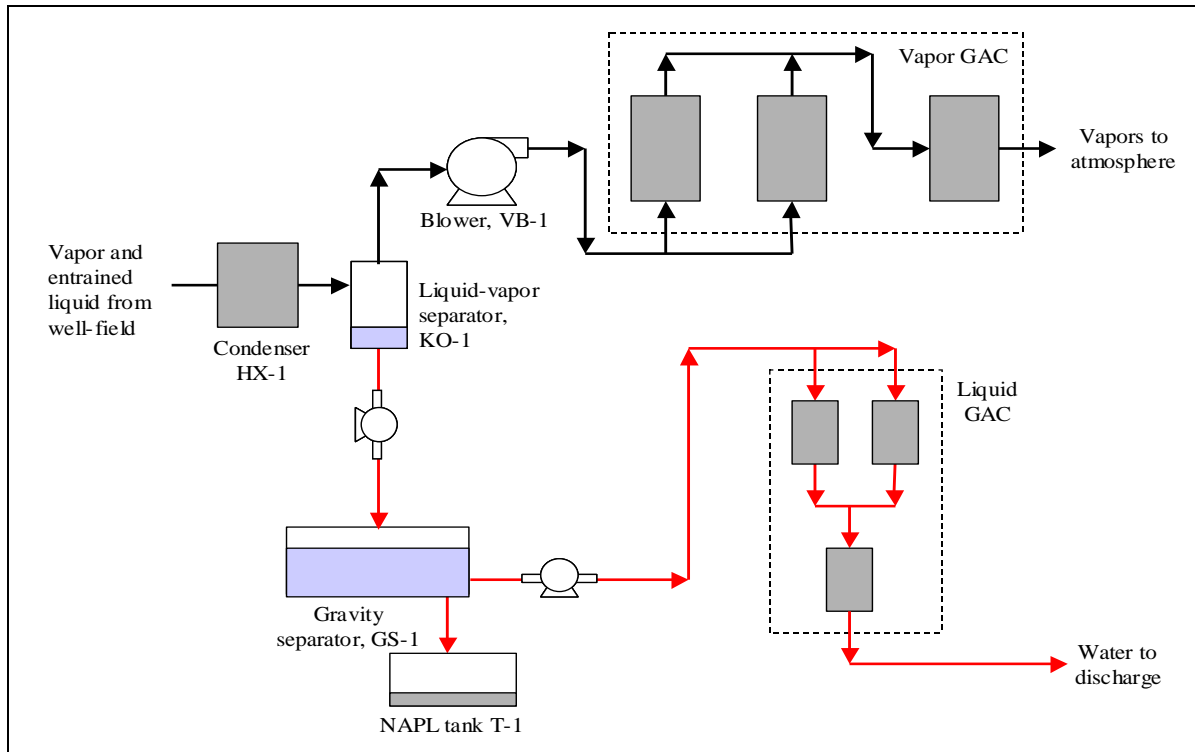 Vapor GAC
Vapors to
atmosphere
Blower, VB-1
Vapor and
entrained
liquid from
well-field
Liquid-vapor
separator,
KO-1
Condenser
HX-1
Liquid
GAC
Gravity
separator, GS-1
Water to
discharge
NAPL tank T-1